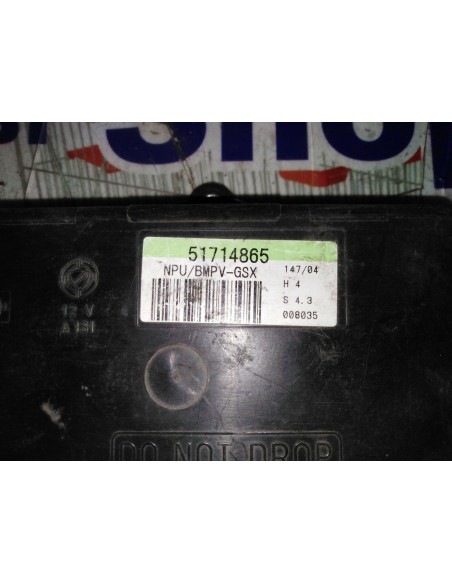 51714865
NPU/BMPV-GSX
147/04
H 4
S 4.3
008035
12 V
DO NOT DROP